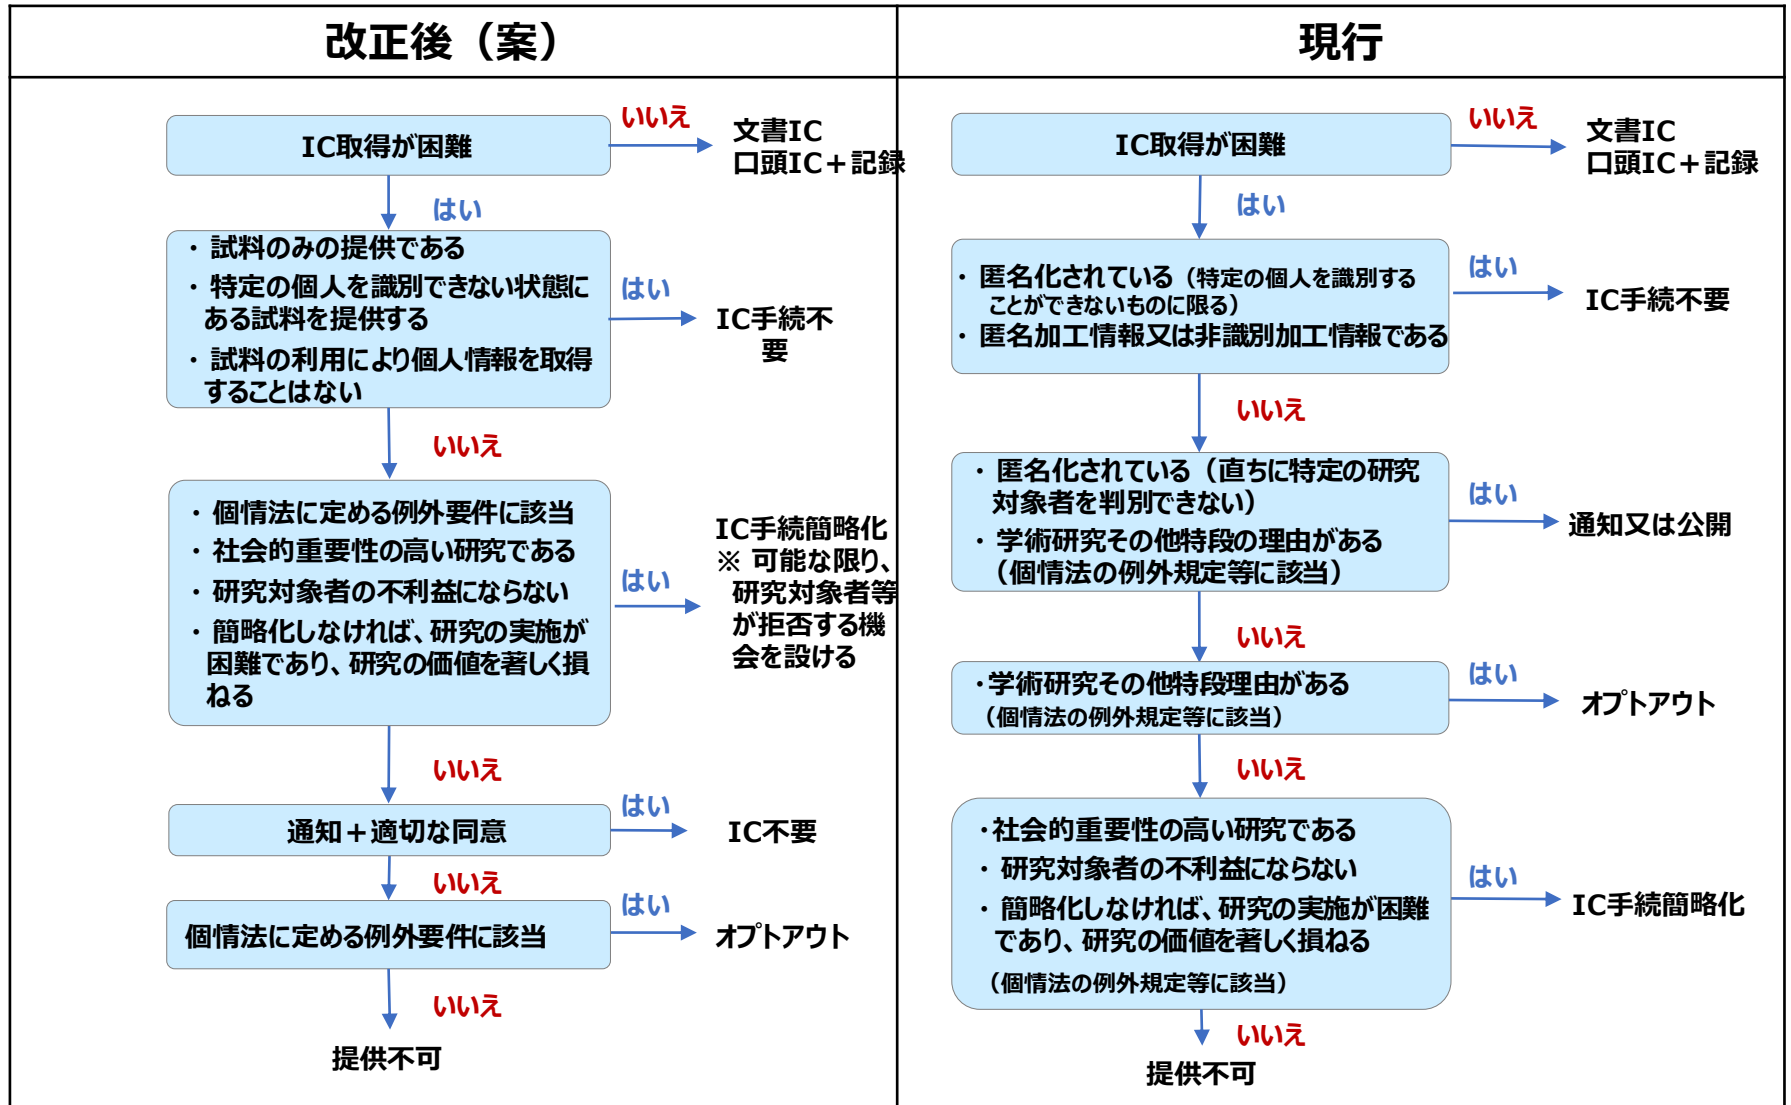 改正後（案）
IC取得が困難
いいえ
文書IC
口頭IC＋記録
はい
・ 試料のみの提供である
・ 特定の個人を識別できない状態に
ある試料を提供する
・ 試料の利用により個人情報を取得
することはない
はい
IC手続不
要
いいえ
・ 個情法に定める例外要件に該当
・ 社会的重要性の高い研究である
・ 研究対象者の不利益にならない
・ 簡略化しなければ、研究の実施が
困難であり、研究の価値を著しく損
ねる
はい
IC手続簡略化
※ 可能な限り、
研究対象者等
が拒否する機
会を設ける
いいえ
通知＋適切な同意
はい
IC不要
いいえ
個情法に定める例外要件に該当
はい
オプトアウト
いいえ
提供不可
現行
IC取得が困難
いいえ
文書IC
口頭IC＋記録
はい
・ 匿名化されている（特定の個人を識別する
ことができないものに限る）
・ 匿名加工情報又は非識別加工情報である
はい
IC手続不要
いいえ
・ 匿名化されている（直ちに特定の研究
対象者を判別できない）
・ 学術研究その他特段の理由がある
（個情法の例外規定等に該当）
はい
通知又は公開
いいえ
・学術研究その他特段理由がある
（個情法の例外規定等に該当）
はい
オプトアウト
いいえ
・社会的重要性の高い研究である
・ 研究対象者の不利益にならない
・ 簡略化しなければ、研究の実施が困難
であり、研究の価値を著しく損ねる
（個情法の例外規定等に該当）
はい
IC手続簡略化
いいえ
提供不可